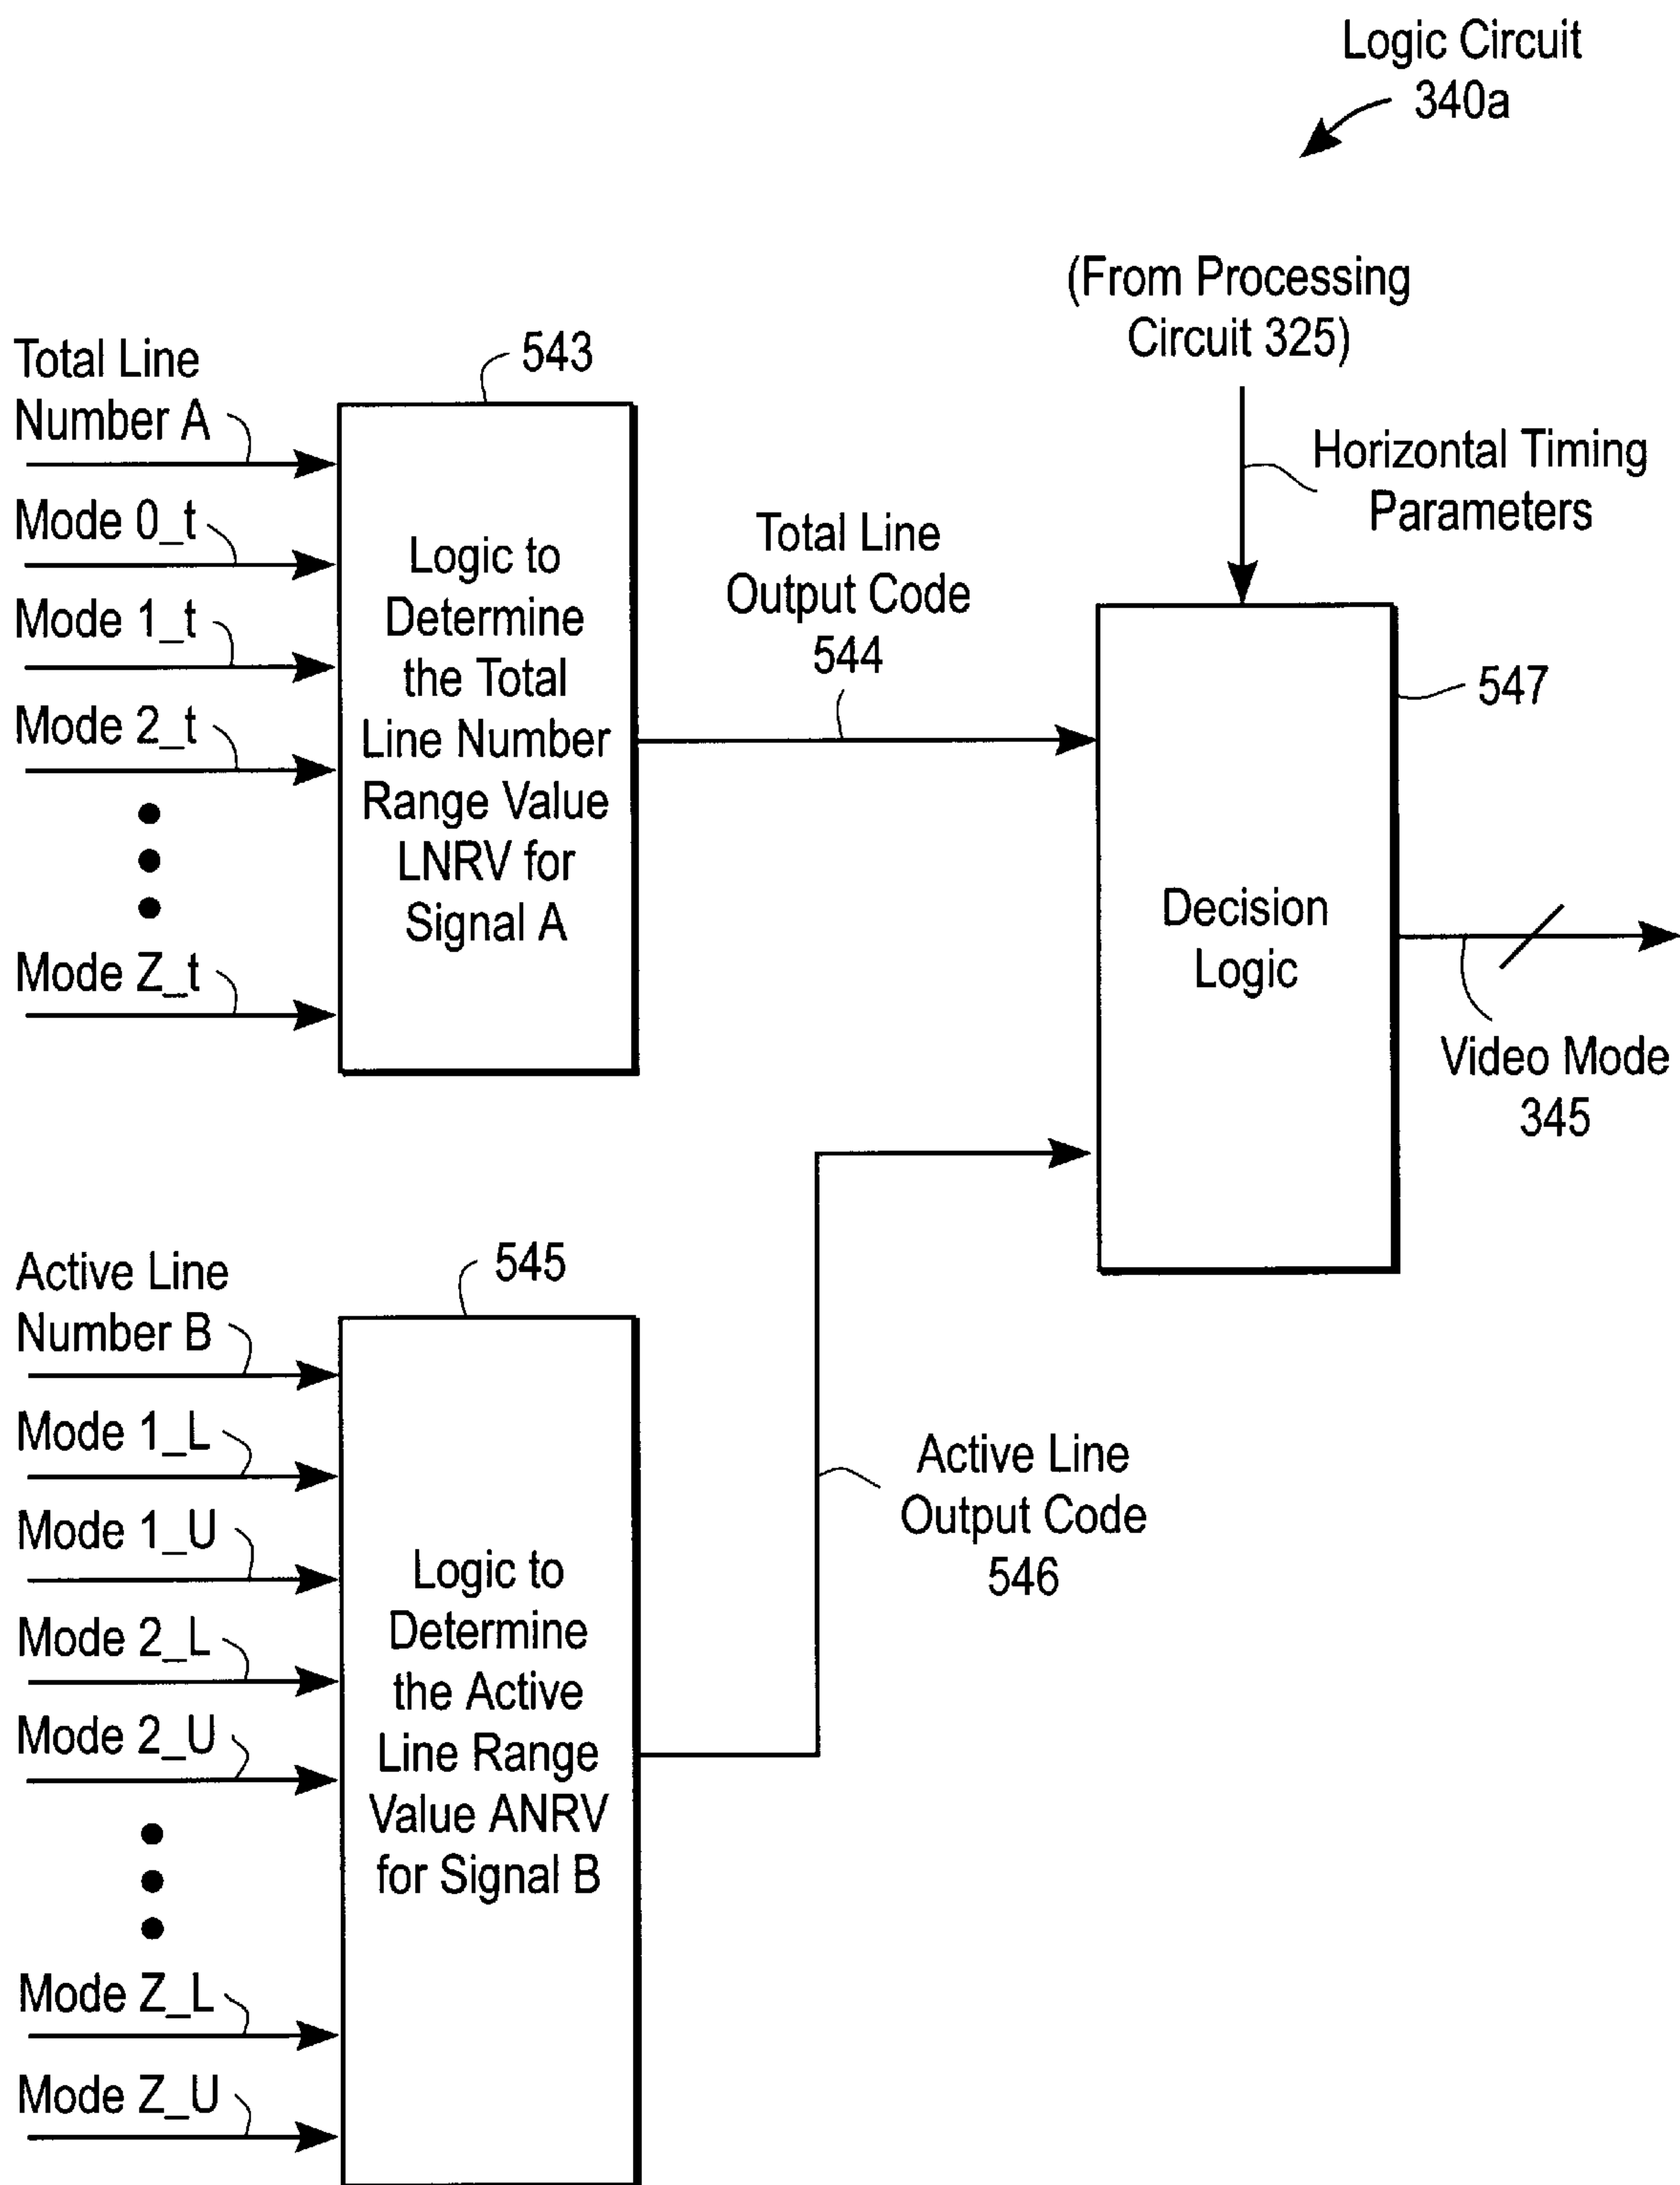 Logic Circuit
340a
(From Processing
Circuit 325)
Horizontal Timing
Parameters
Total Line
Number A
Mode 0_t
Mode 1_t
Mode 2_t
Mode Z_t
543
Logic to
Determine
the Total
Line Number
Range Value
LNRV for
Signal A
Total Line
Output Code
544
547
Decision
Logic
Video Mode
345
Active Line
Number B
Mode 1_L
Mode 1_U
Mode 2_L
Mode 2_U
Mode Z_L
Mode Z_U
545
Logic to
Determine
the Active
Line Range
Value ANRV
for Signal B
Active Line
Output Code
546